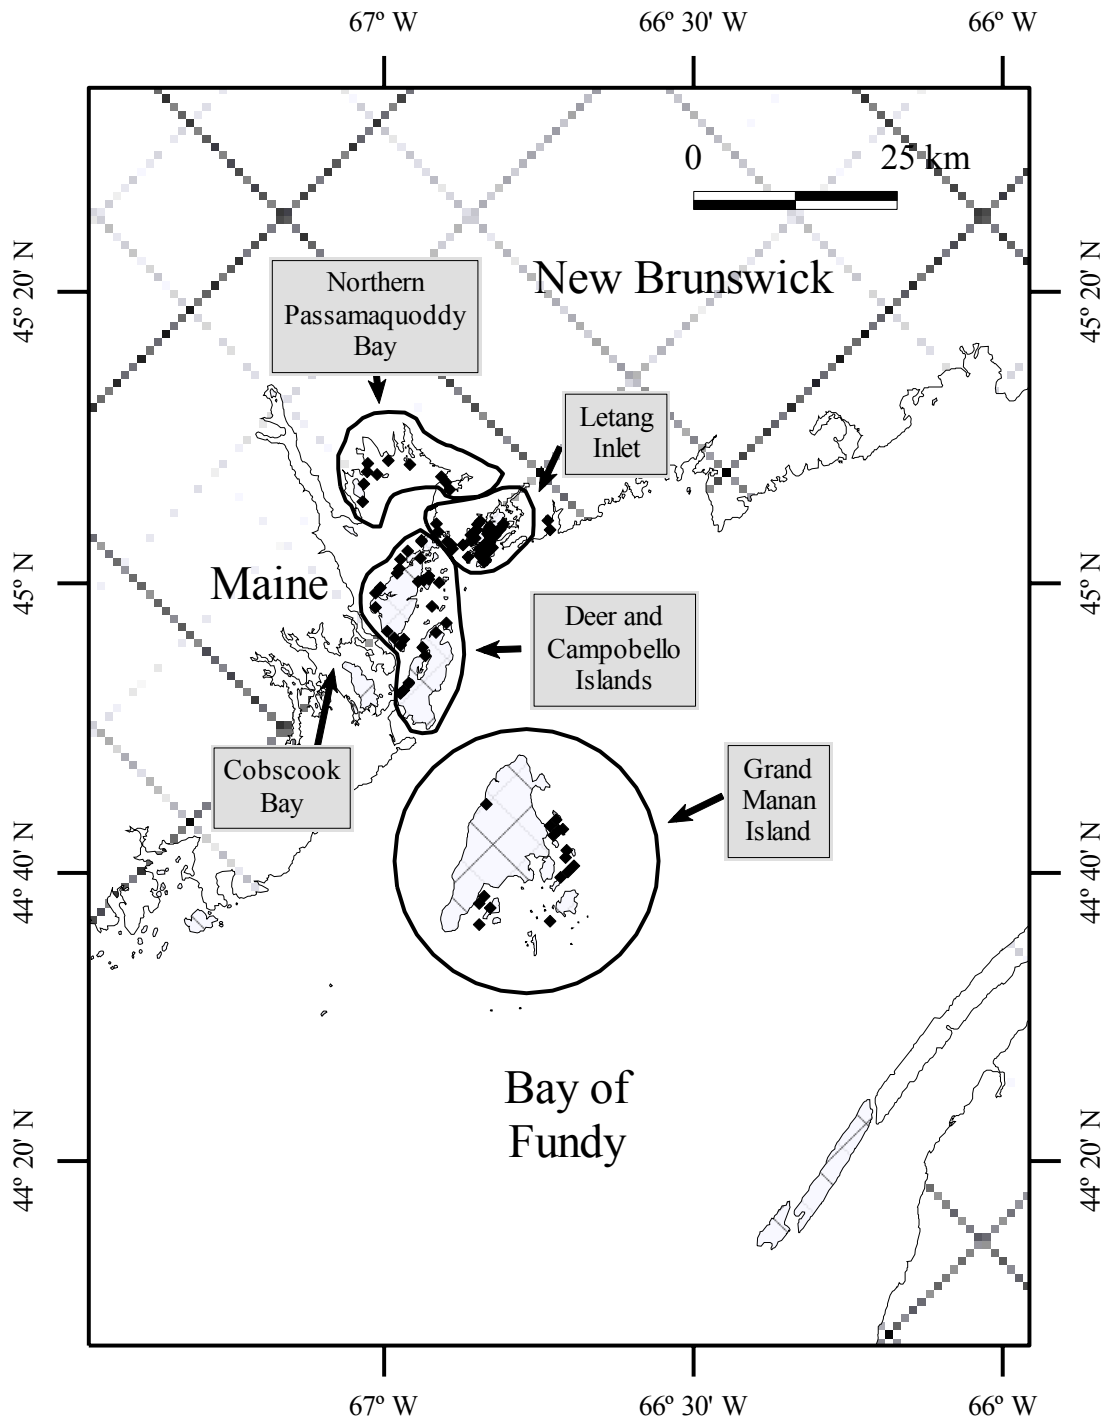 67º W
66º 30' W
66º W
0
25 km
45º 20' N
45º 20' N
New Brunswick
Northern
Passamaquoddy
Bay
Letang
Inlet
45º N
45º N
Maine
Deer and
Campobello
Islands
Cobscook
Bay
Grand
Manan
Island
44º 40' N
44º 40' N
Bay of
Fundy
44º 20' N
44º 20' N
67º W
66º 30' W
66º W